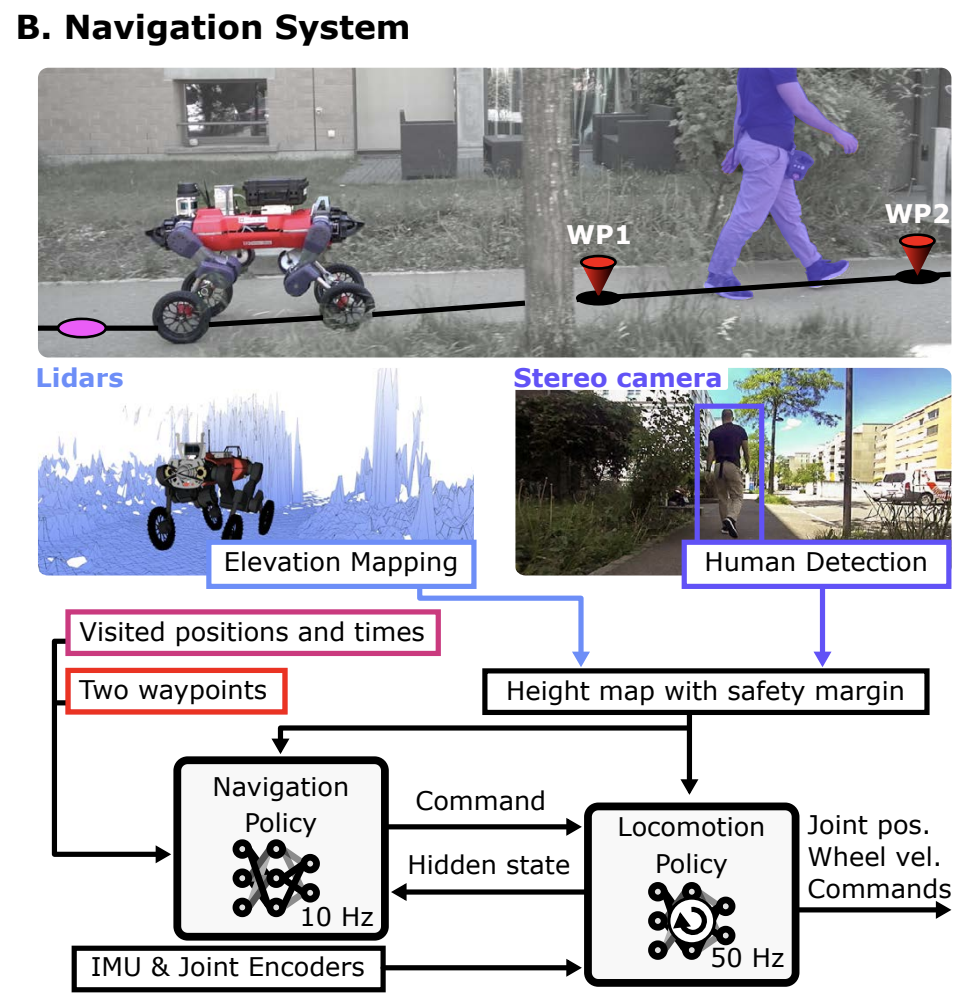 B. Navigation System
WP1
WP2
Lidars
Stereo camera
Elevation Mapping
Human Detection
Visited positions and times
Two waypoints
Height map with safety margin
Navigation
Policy
10 Hz
Command
Hidden state
Locomotion
Policy
50 Hz
Joint pos.
Wheel vel.
Commands
IMU & Joint Encoders